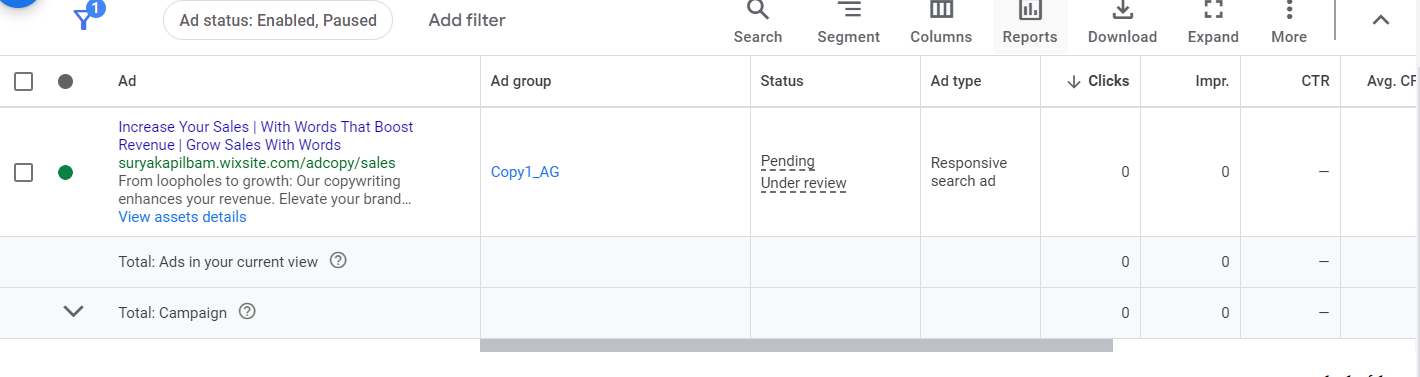 1
Ad status: Enabled, Paused
Add filter
Search
Segment
Columns
Reports
Download
Expand
More
Ad
Ad group
Status
Ad type
Clicks
Impr.
CTR
Avg. CP
Increase Your Sales | With Words That Boost
Revenue | Grow Sales With Words
suryakapilbam.wixsite.com/adcopy/sales
From loopholes to growth: Our copywriting
enhances your revenue. Elevate your brand...
View assets details
Copy1_AG
Pending
Under review
Responsive
search ad
0
0
—
Total: Ads in your current view
0
0
—
Total: Campaign
0
0
—